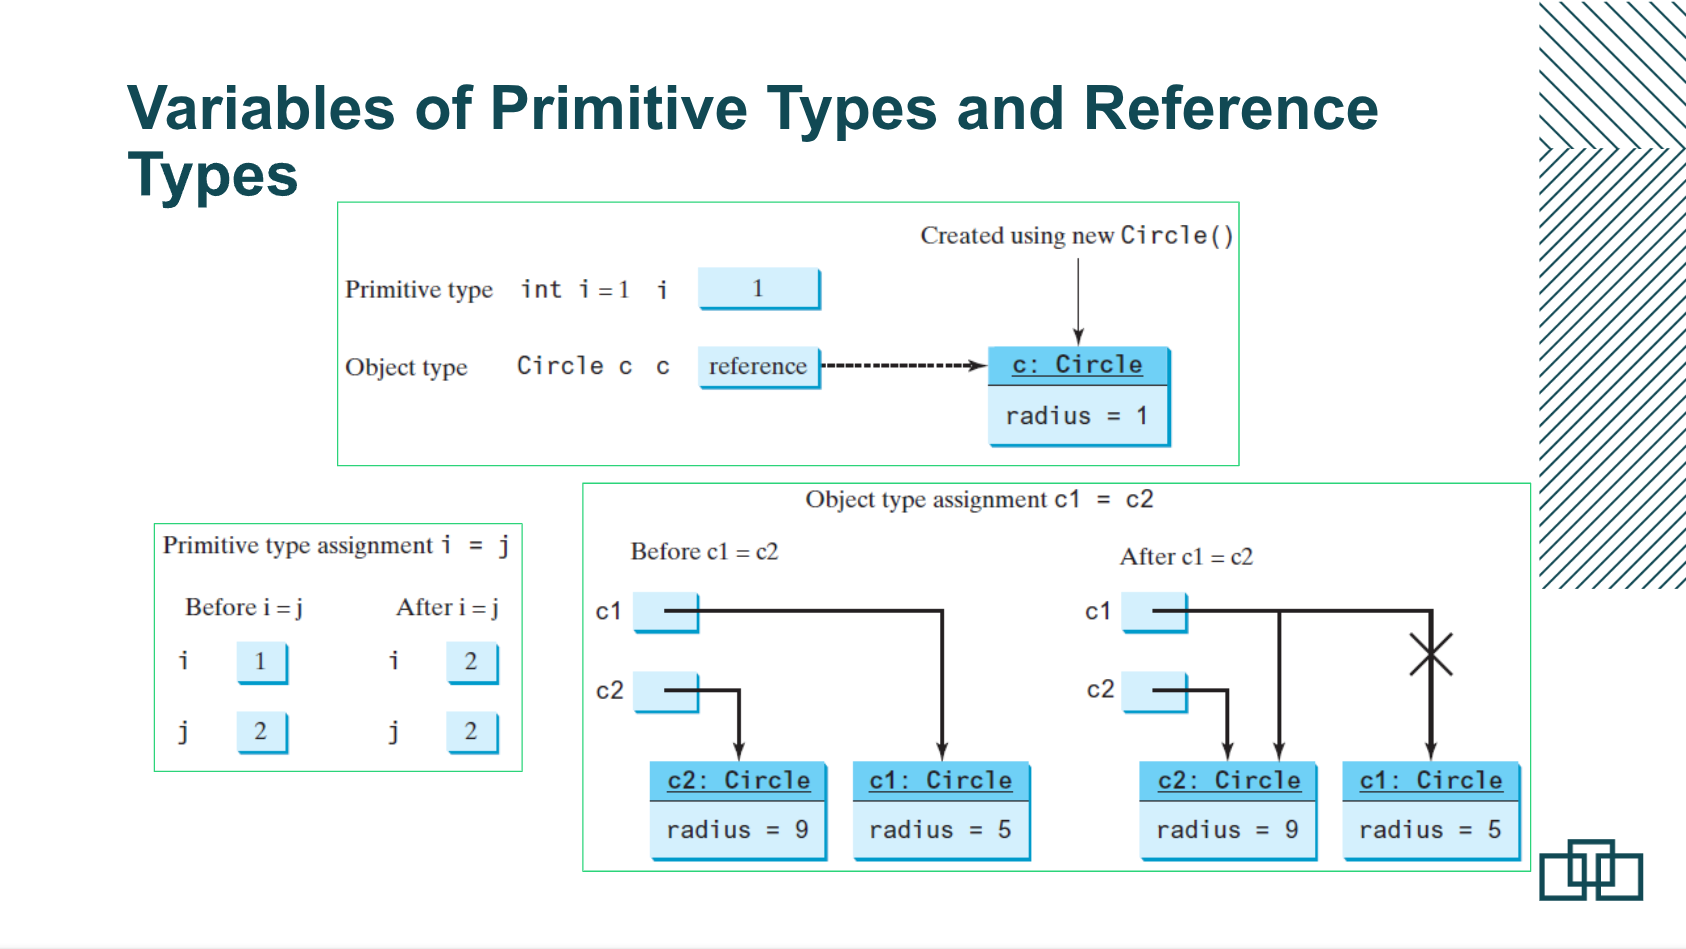 Variables of Primitive Types and Reference
Types
Created using new Circle()
Primitive type int i = 1 i 1
Object type Circle c c reference
c: Circle
radius = 1
Primitive type assignment i = j
Before i = j After i = j
i 1 i 2
j 2 j 2
Object type assignment c1 = c2
Before c1 = c2
After c1 = c2
c1
c2
c2: Circle
radius = 9
c1: Circle
radius = 5
c1
c2
c2: Circle
radius = 9
c1: Circle
radius = 5